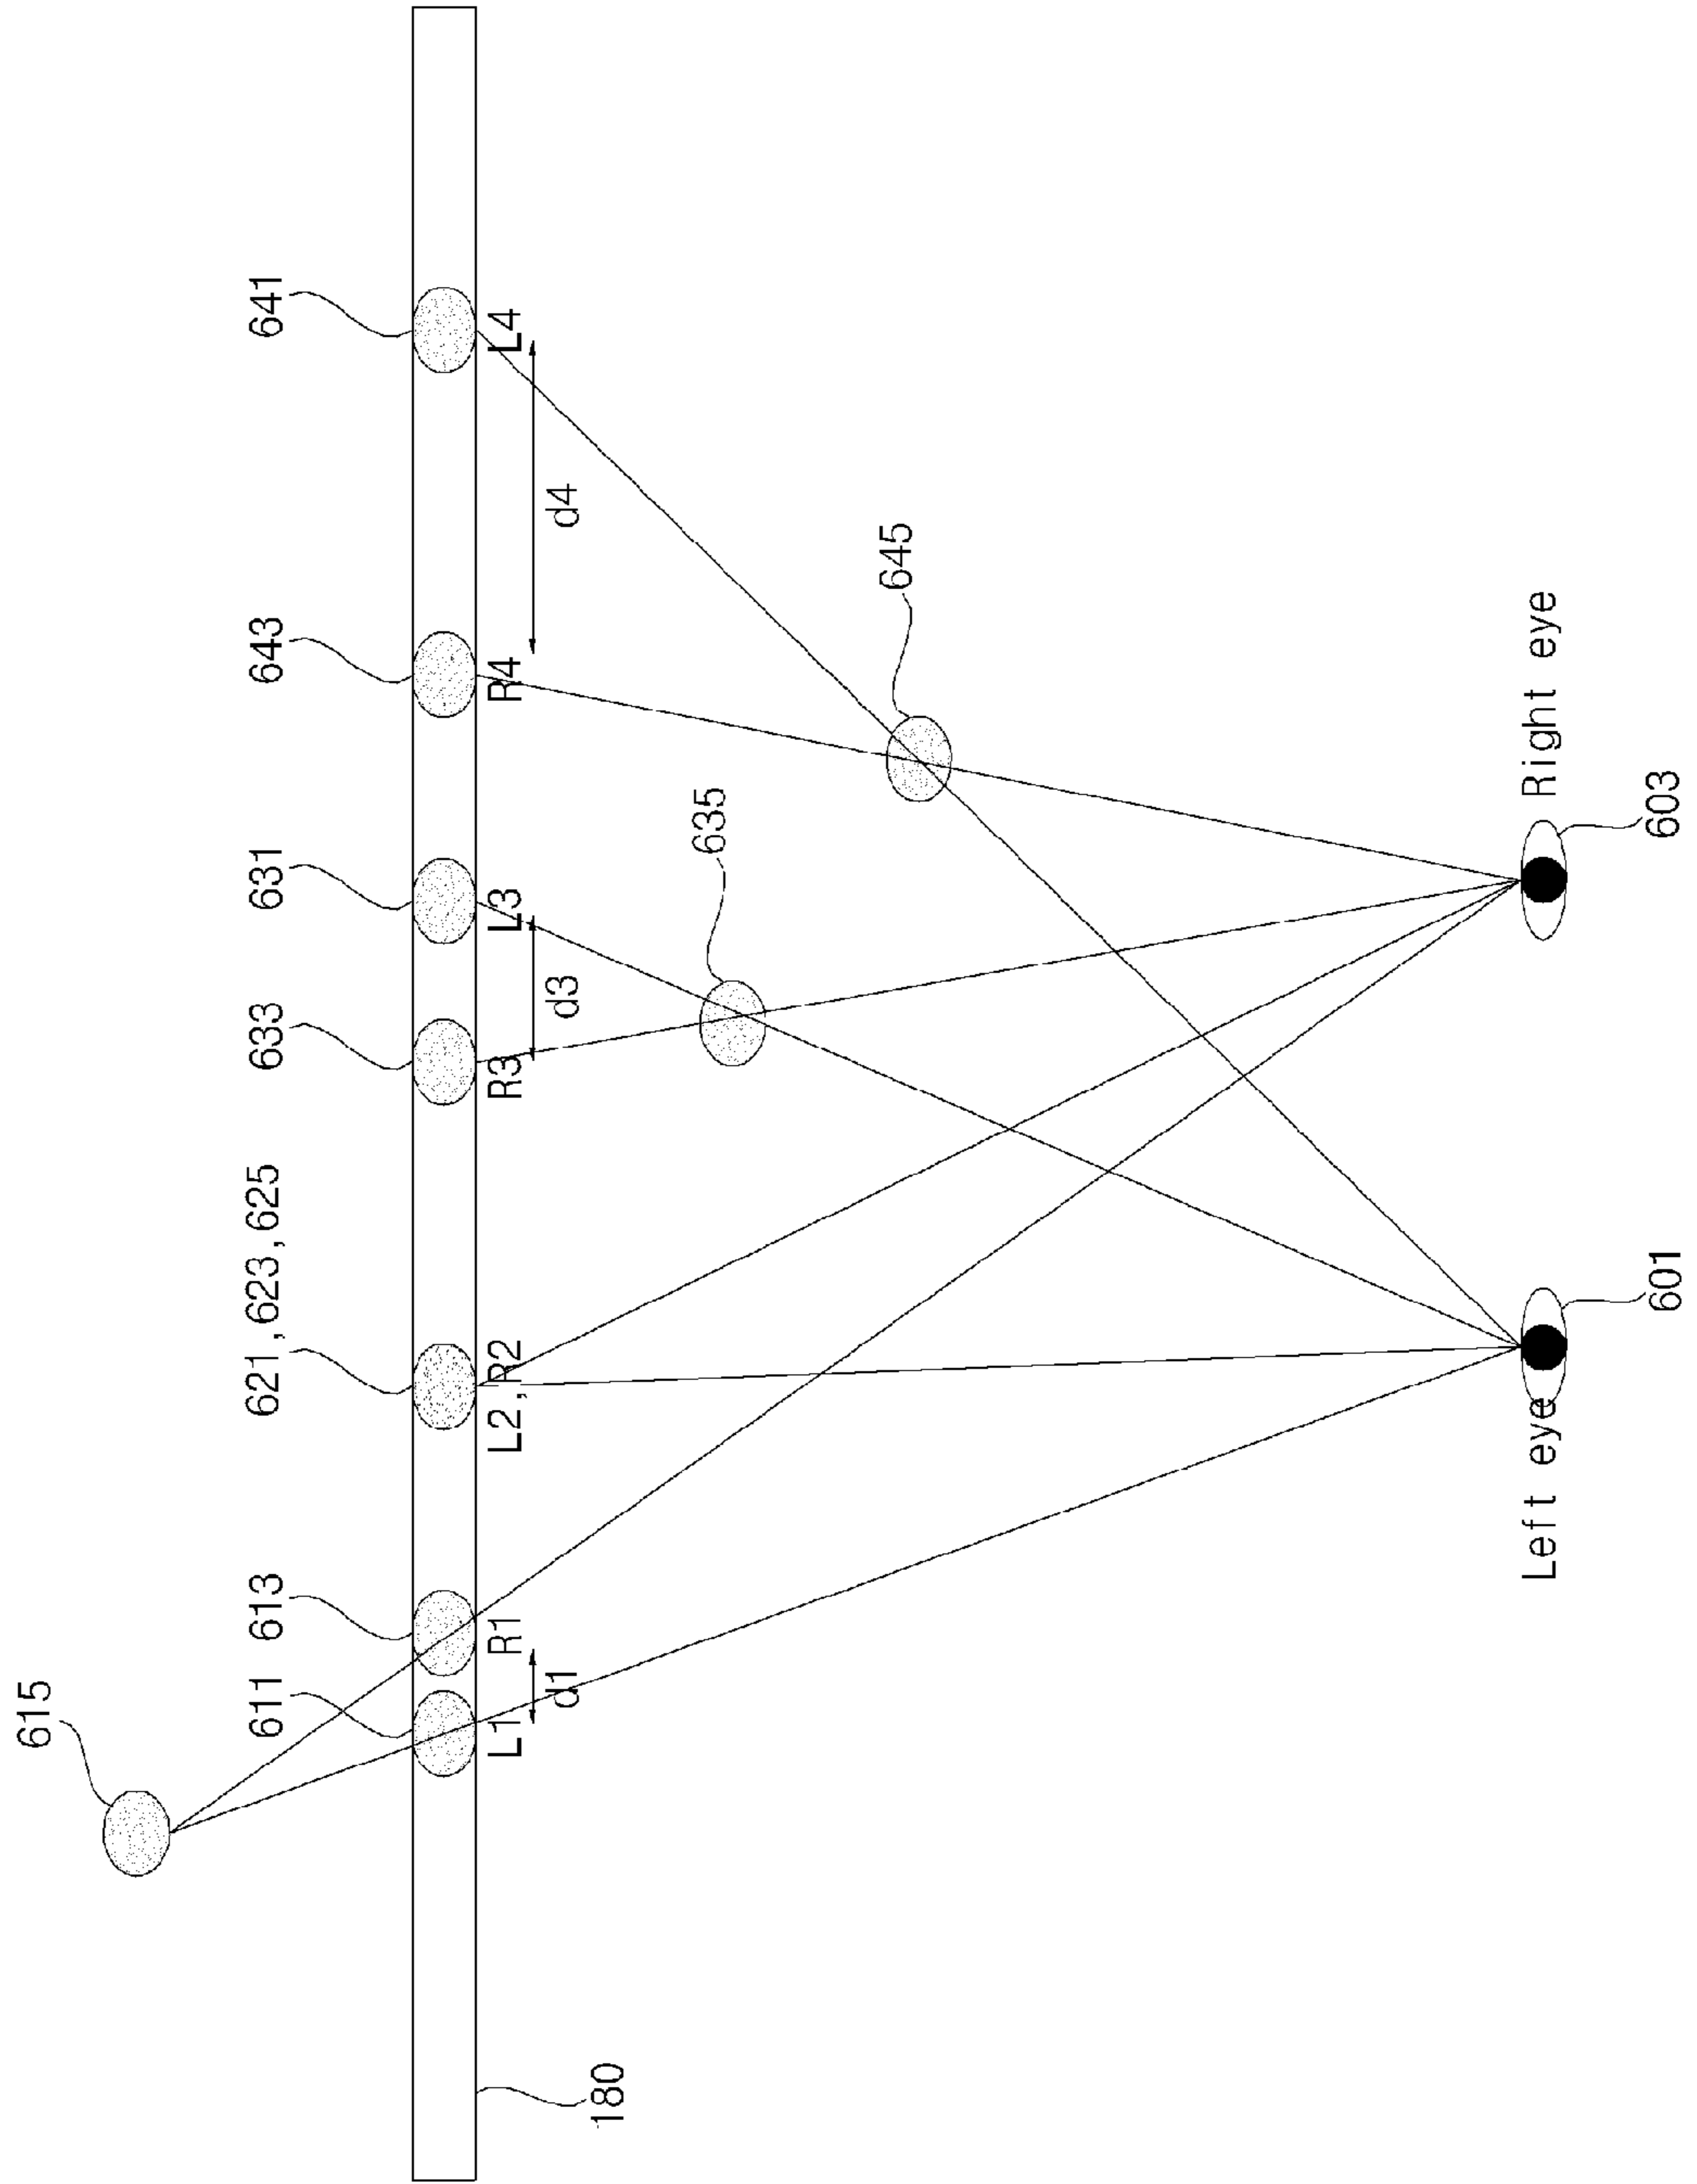 615
611
613
621,623,625
633
631
643
641
L1
R1
L2,R2
R3
L3
R4
L4
d1
d3
d4
180
635
645
Left eye
Right eye
601
603